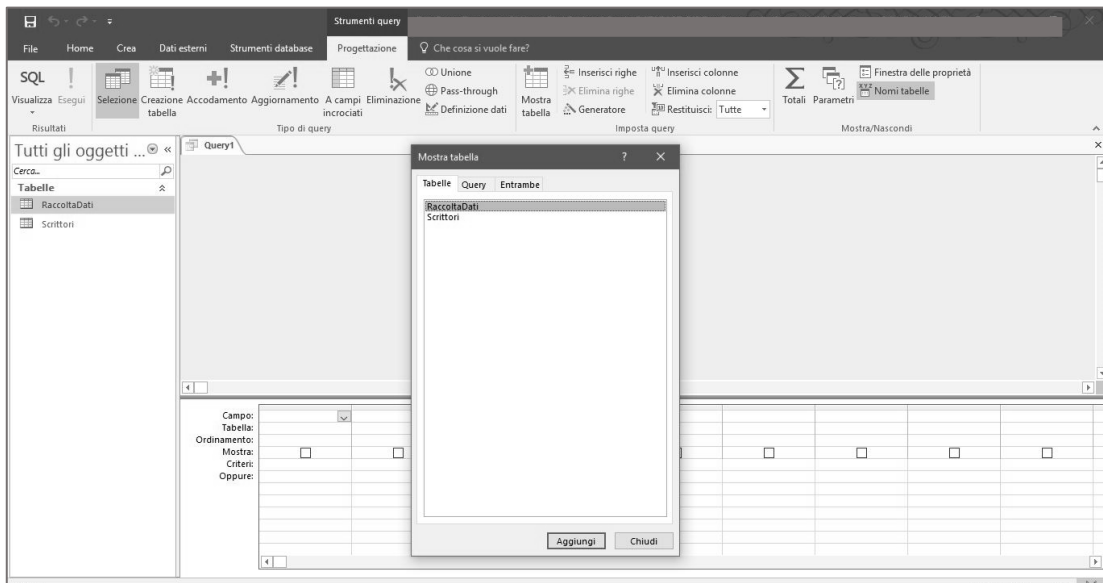 Strumenti query
File Home Crea Dati esterni Strumenti database Progettazione Che cosa si vuole fare?
SQL
Visualizza Esegui
Selezione Creazione tabella Accodamento Aggiornamento A campi incrociati Eliminazione
Unione
Pass-through
Definizione dati
Mostra tabella
Inserisci righe
Elimina righe
Generatore
Inserisci colonne
Elimina colonne
Restituisci: Tutte
Totali Parametri
Finestra delle proprietà
Nomi tabelle
Risultati Tipo di query Imposta query Mostra/Nascondi
Tutti gli oggetti ...
Cerca...
Tabelle
RaccoltaDati
Scrittori
Query1
Mostra tabella ?
Tabelle Query Entrambe
RaccoltaDati
Scrittori
Aggiungi Chiudi
Campo:
Tabella:
Ordinamento:
Mostra:
Criteri:
Oppure: